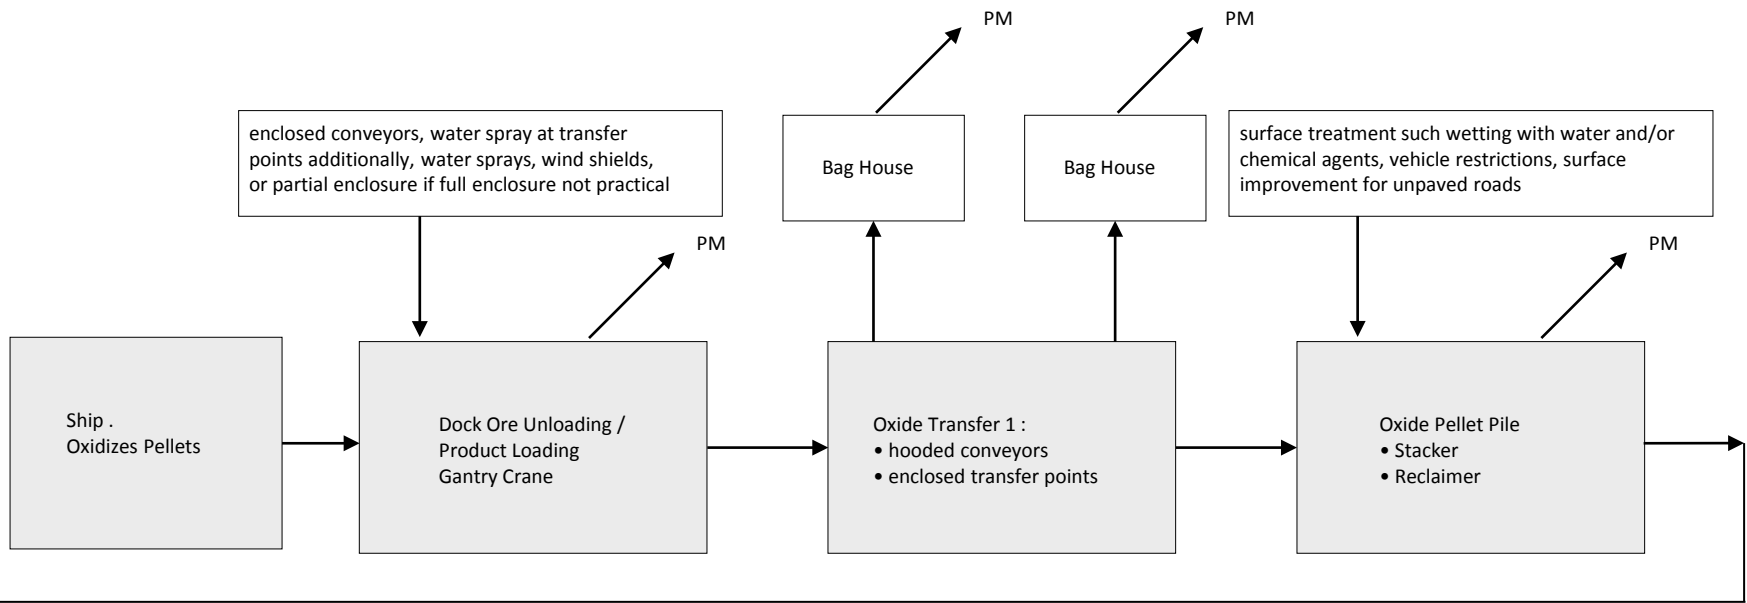 PM
PM
enclosed conveyors, water spray at transfer
points additionally, water sprays, wind shields,
or partial enclosure if full enclosure not practical
Bag House
Bag House
surface treatment such wetting with water and/or
chemical agents, vehicle restrictions, surface
improvement for unpaved roads
PM
PM
Ship .
Oxidizes Pellets
Dock Ore Unloading /
Product Loading
Gantry Crane
Oxide Transfer 1 :
• hooded conveyors
• enclosed transfer points
Oxide Pellet Pile
• Stacker
• Reclaimer